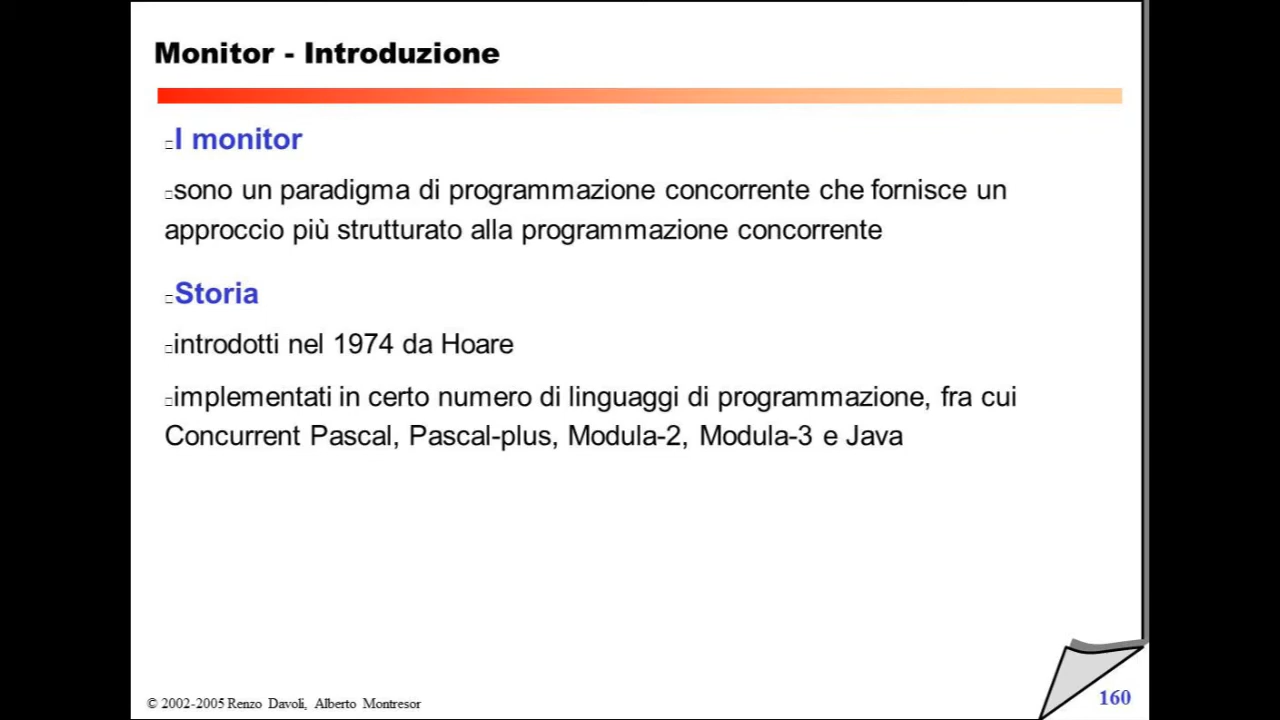 Monitor - Introduzione
I monitor
sono un paradigma di programmazione concorrente che fornisce un
approccio più strutturato alla programmazione concorrente
Storia
introdotti nel 1974 da Hoare
implementati in certo numero di linguaggi di programmazione, fra cui
Concurrent Pascal, Pascal-plus, Modula-2, Modula-3 e Java
© 2002-2005 Renzo Davoli, Alberto Montresor
160